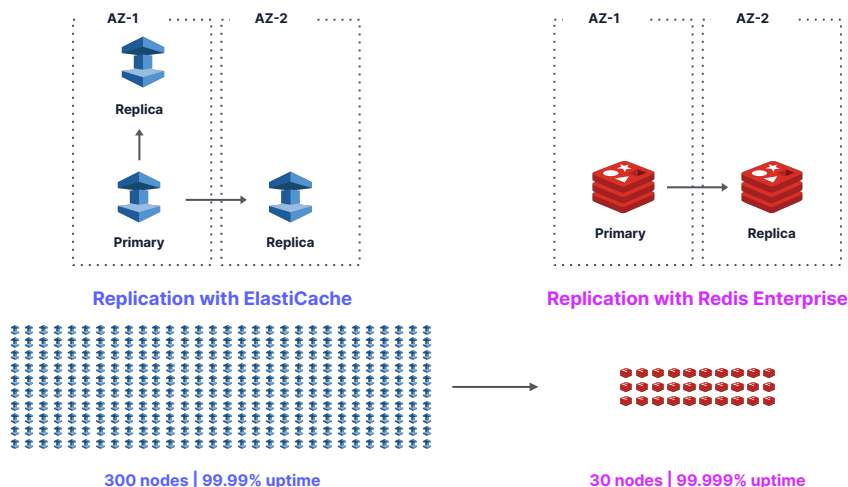 AZ-1
AZ-2
Replica
Primary
Replica
Replication with ElastiCache
300 nodes | 99.99% uptime
AZ-1
AZ-2
Primary
Replica
Replication with Redis Enterprise
30 nodes | 99.999% uptime